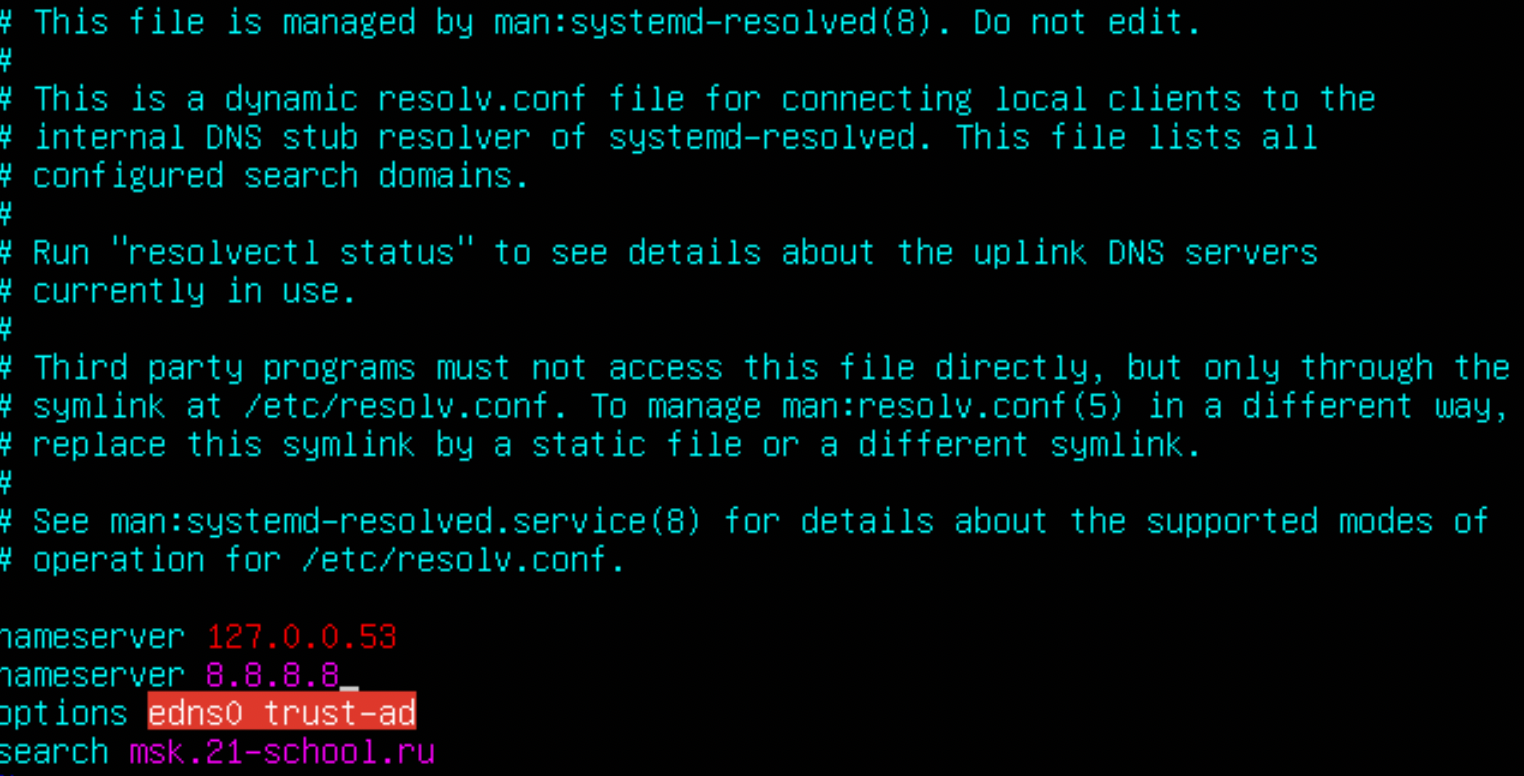 # This file is managed by man:systemd-resolved(8). Do not edit.
#
# This is a dynamic resolv.conf file for connecting local clients to the
# internal DNS stub resolver of systemd-resolved. This file lists all
# configured search domains.
#
# Run "resolvectl status" to see details about the uplink DNS servers
# currently in use.
#
# Third party programs must not access this file directly, but only through the
# symlink at /etc/resolv.conf. To manage man:resolv.conf(5) in a different way,
# replace this symlink by a static file or a different symlink.
#
# See man:systemd-resolved.service(8) for details about the supported modes of
# operation for /etc/resolv.conf.

nameserver 127.0.0.53
nameserver 8.8.8.8_
options edns0 trust-ad
search msk.21-school.ru